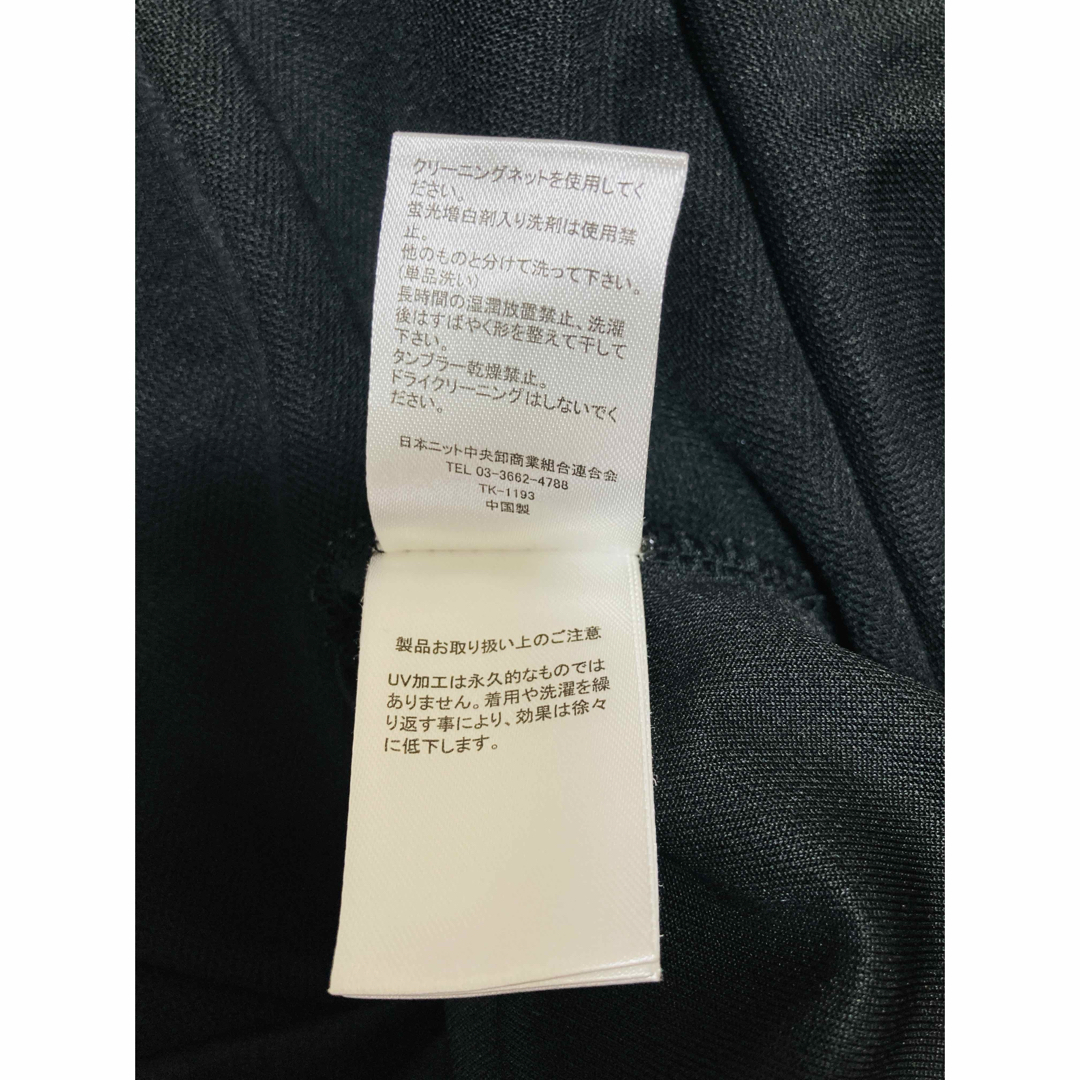 クリーニングネットを使用してく
ださい。
蛍光増白剤入り洗剤は使用禁
止。
他のものと分けて洗って下さい。
(単品洗い)
長時間の湿潤放置禁止、洗濯
後はすばやく形を整えて干して
下さい。
タンブラー乾燥禁止。
ドライクリーニングはしないでく
ださい。
日本ニット中央卸商業組合連合会
TEL 03-3662-4788
TK-1193
中国製
製品お取り扱い上のご注意
UV加工は永久的なものでは
ありません。着用や洗濯を繰
り返す事により、効果は徐々
に低下します。